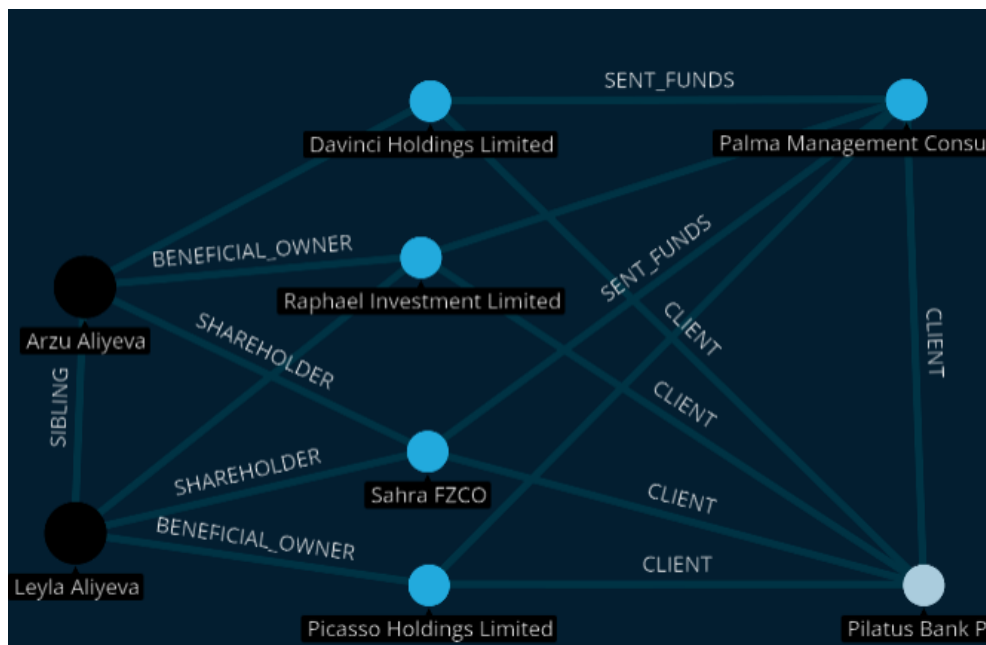 SENT_FUNDS
Davinci Holdings Limited
Palma Management Consu
BENEFICIAL_OWNER
SENT_FUNDS
Raphael Investment Limited
SHAREHOLDER
CLIENT
CLIENT
Arzu Aliyeva
SIBLING
CLIENT
SHAREHOLDER
Sahra FZCO
CLIENT
BENEFICIAL_OWNER
CLIENT
Leyla Aliyeva
Picasso Holdings Limited
Pilatus Bank P